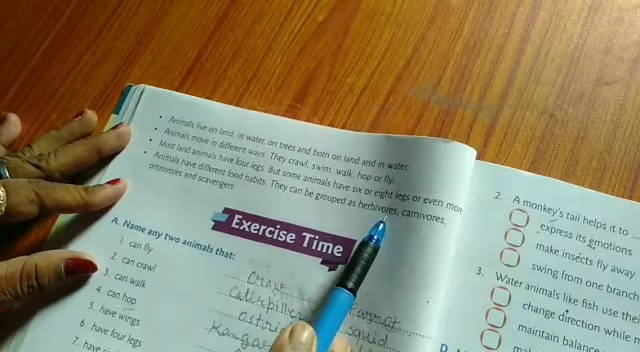 • Animals live on land, in water, on trees and both on land and in water.
• Animals move in different ways. They crawl, swim, walk, hop or fly.
• Most land animals have four legs. But some animals have six or eight legs or even more
• Animals have different food habits. They can be grouped as herbivores, carnivores,
omnivores and scavengers
Exercise Time
A. Name any two animals that:
1. can fly
2. can crawl
3. can walk
4. can hop
5. have wings
6. have four legs
7. have
crow
parrot
caterpillar
squid
2. A monkey's tail helps it to
express its emotions
make insects fly away
swing from one branch
3. Water animals like fish use thei
change direction while
maintain balance